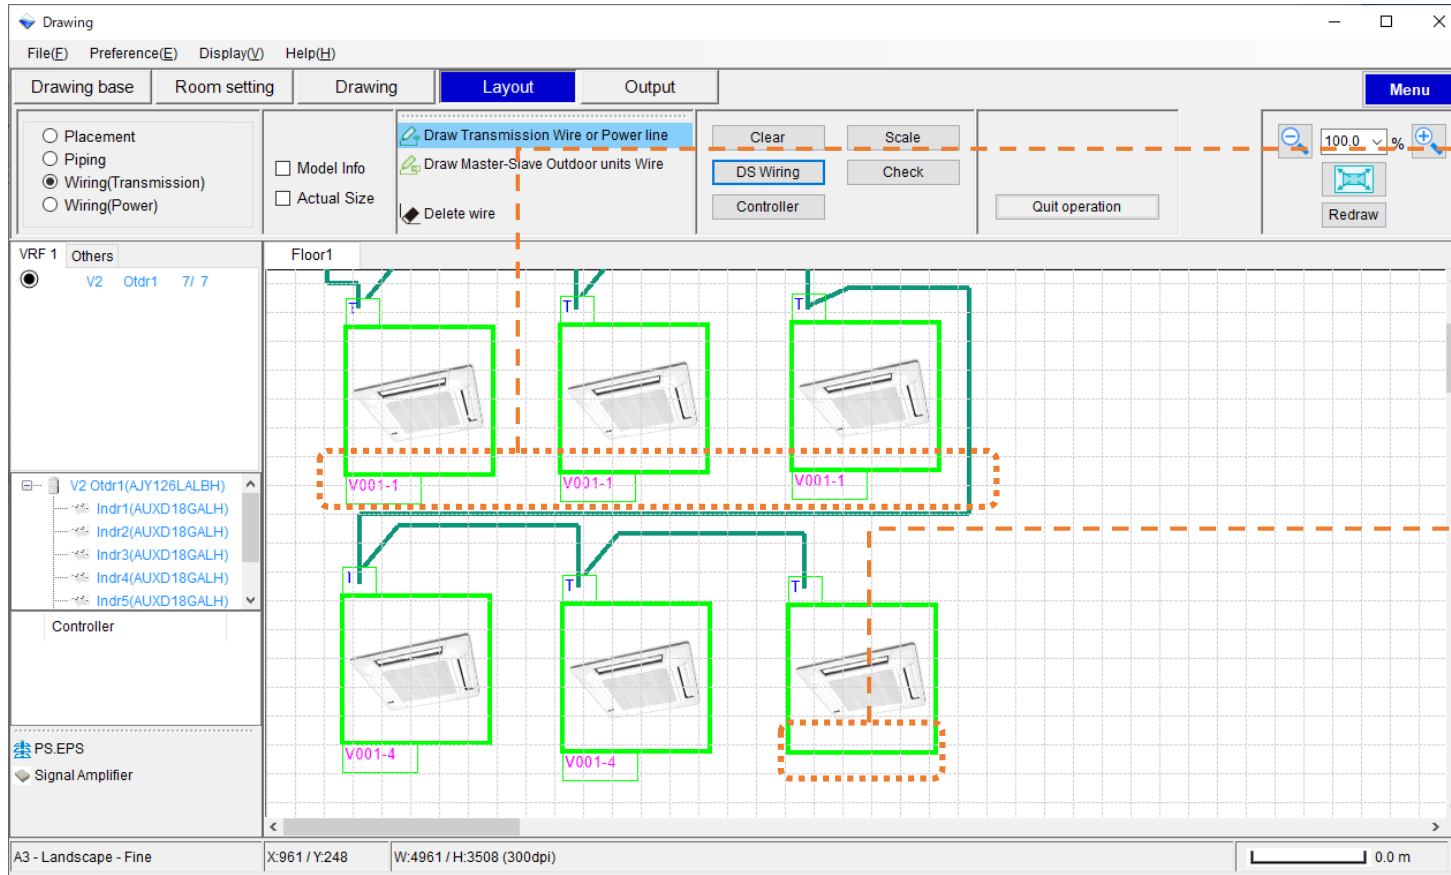 Drawing
File(F) Preference(E) Display(V) Help(H)
Drawing base Room setting Drawing Layout Output Menu
Placement
Piping
Wiring(Transmission)
Wiring(Power)
Model Info
Actual Size
Draw Transmission Wire or Power line
Draw Master-Slave Outdoor units Wire
Delete wire
Clear Scale
DS Wiring Check
Controller
Quit operation
100.0 %
Redraw
VRF 1 Others
V2 Otdr1 7/ 7
V2 Otdr1(AJY126LALBH)
Indr1(AUXD18GALH)
Indr2(AUXD18GALH)
Indr3(AUXD18GALH)
Indr4(AUXD18GALH)
Indr5(AUXD18GALH)
Controller
PS.EPS
Signal Amplifier
Floor1
T T T
V001-1 V001-1 V001-1
T T T
V001-4 V001-4
A3 - Landscape - Fine X:961 / Y:248 W:4961 / H:3508 (300dpi) 0.0 m